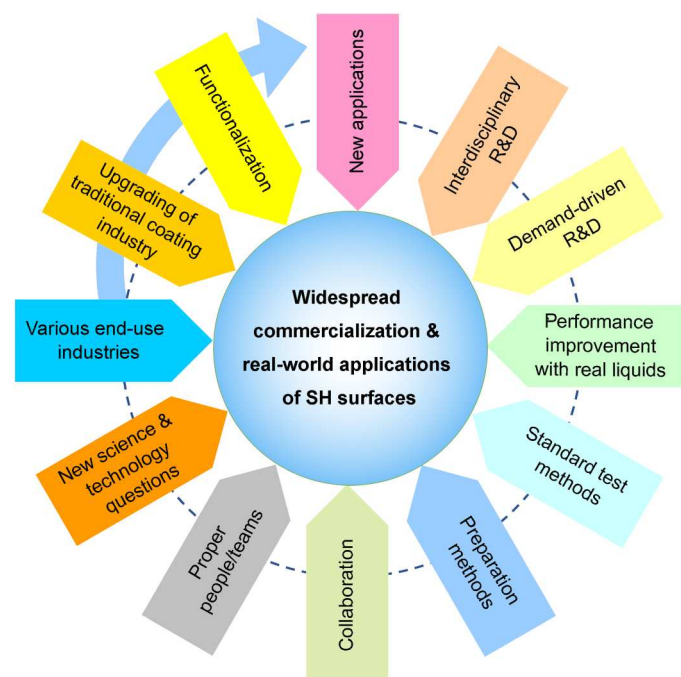 New applications
Interdisciplinary
R&D
Demand-driven
R&D
Performance
improvement
with real liquids
Standard test
methods
Preparation
methods
Collaboration
Proper
people/teams
New science &
technology
questions
Various end-use
industries
Upgrading of
traditional coating
industry
Functionalization
Widespread
commercialization &
real-world applications
of SH surfaces